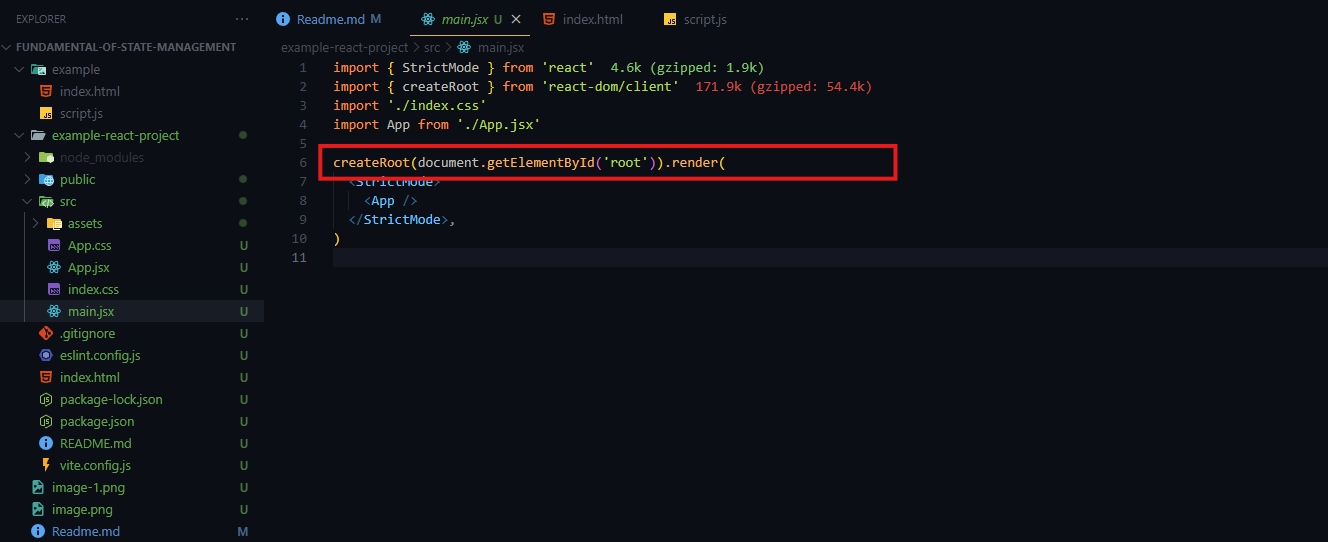 EXPLORER ...
FUNDAMENTAL-OF-STATE-MANAGEMENT
example
index.html
script.js
example-react-project
node_modules
public
src
assets
App.css U
App.jsx U
index.css U
main.jsx U
.gitignore U
eslint.config.js U
index.html U
package-lock.json U
package.json U
README.md U
vite.config.js U
image-1.png U
image.png U
Readme.md M
Readme.md M main.jsx U index.html script.js
example-react-project > src > main.jsx
1 import { StrictMode } from 'react' 4.6k (gzipped: 1.9k)
2 import { createRoot } from 'react-dom/client' 171.9k (gzipped: 54.4k)
3 import './index.css'
4 import App from './App.jsx'
5
6 createRoot(document.getElementById('root')).render(
7 <StrictMode>
8 <App />
9 </StrictMode>,
10 )
11